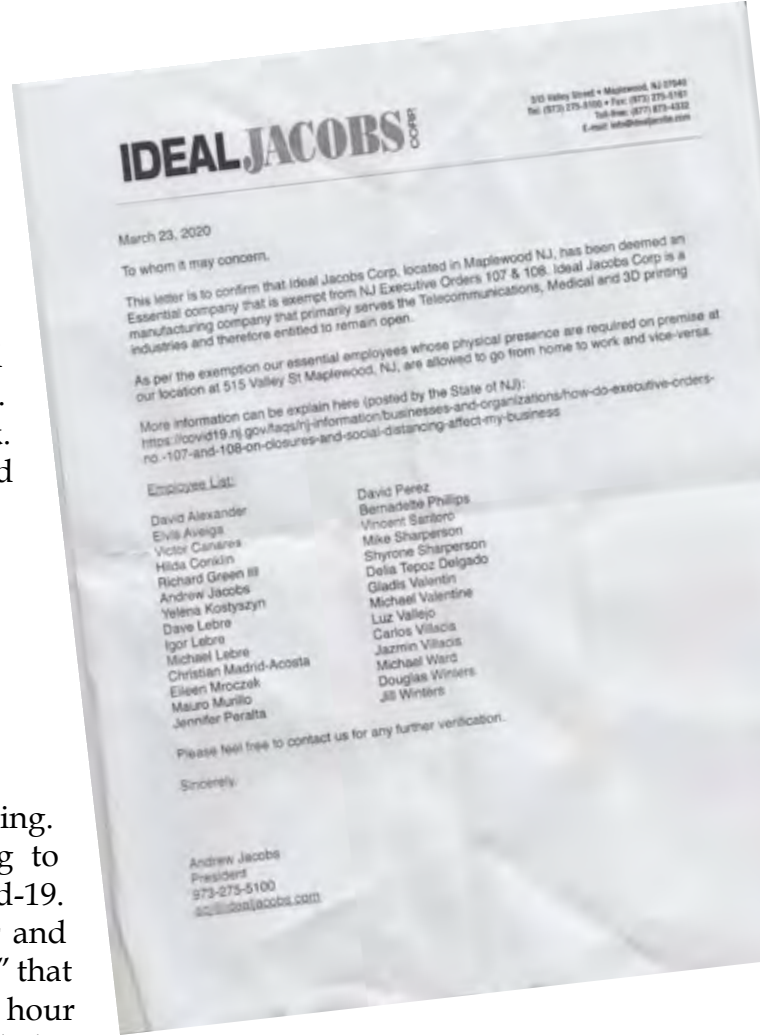 IDEAL JACOBS CORP
515 Valley Street • Maplewood, NJ 07040
Tel: (973) 275-5100 • Fax: (973) 275-5161
Toll-free: (877) 873-4332
E-mail: info@idealjacobs.com
March 23, 2020
To whom it may concern,
This letter is to confirm that Ideal Jacobs Corp, located in Maplewood NJ, has been deemed an
Essential company that is exempt from NJ Executive Orders 107 & 108. Ideal Jacobs Corp is a
manufacturing company that primarily serves the Telecommunications, Medical and 3D printing
industries and therefore entitled to remain open.
As per the exemption our essential employees whose physical presence are required on premise at
our location at 515 Valley St Maplewood, NJ, are allowed to go from home to work and vice-versa.
More information can be explain here (posted by the State of NJ):
https://covid19.nj.gov/faqs/nj-information/businesses-and-organizations/how-do-executive-orders-
no.-107-and-108-on-closures-and-social-distancing-affect-my-business
Employee List:
David Alexander
Elvis Aveiga
Victor Canares
Hilda Conklin
Richard Green III
Andrew Jacobs
Yelena Kostyszyn
Dave Lebre
Igor Lebre
Michael Lebre
Christian Madrid-Acosta
Eileen Mroczek
Mauro Murillo
Jennifer Peralta
David Perez
Bernadette Phillips
Vincent Santoro
Mike Sharperson
Shyrone Sharperson
Delia Tepoz Delgado
Gladis Valentin
Michael Valentine
Luz Vallejo
Carlos Villacis
Jazmin Villacis
Michael Ward
Douglas Winters
Jill Winters
Please feel free to contact us for any further verification.
Sincerely,
Andrew Jacobs
President
973-275-5100
acj@idealjacobs.com
ing.
g to
d-19.
and
" that
hour